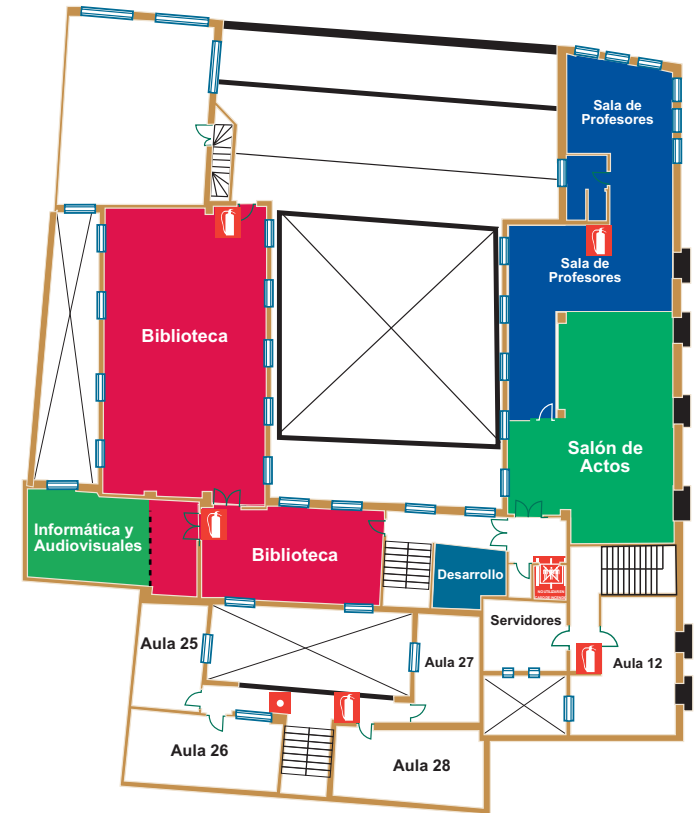 Sala de
Profesores
Sala de
Profesores
Biblioteca
Salón de
Actos
Informática y
Audiovisuales
Biblioteca
Desarrollo
Servidores
Aula 25
Aula 27
Aula 12
Aula 26
Aula 28